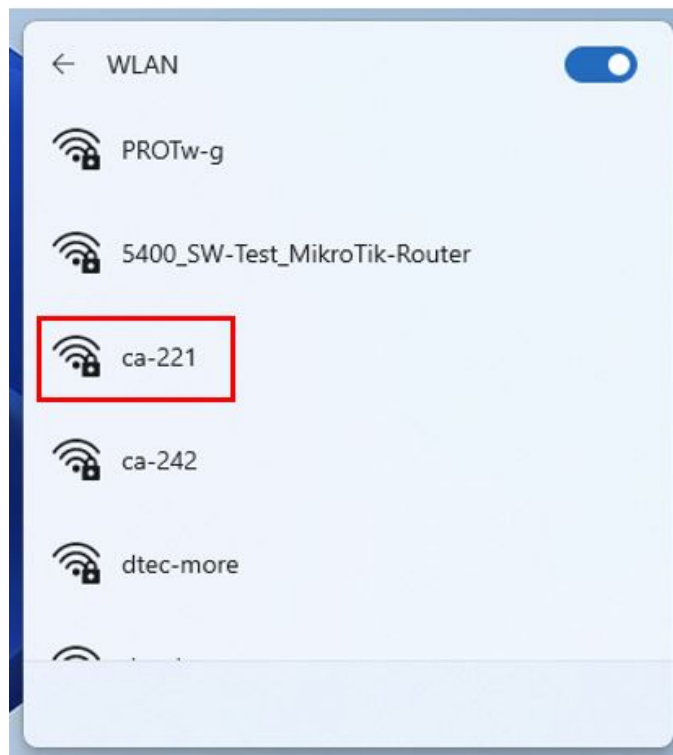 WLAN
PROTw-g
5400_SW-Test_MikroTik-Router
ca-221
ca-242
dtec-more